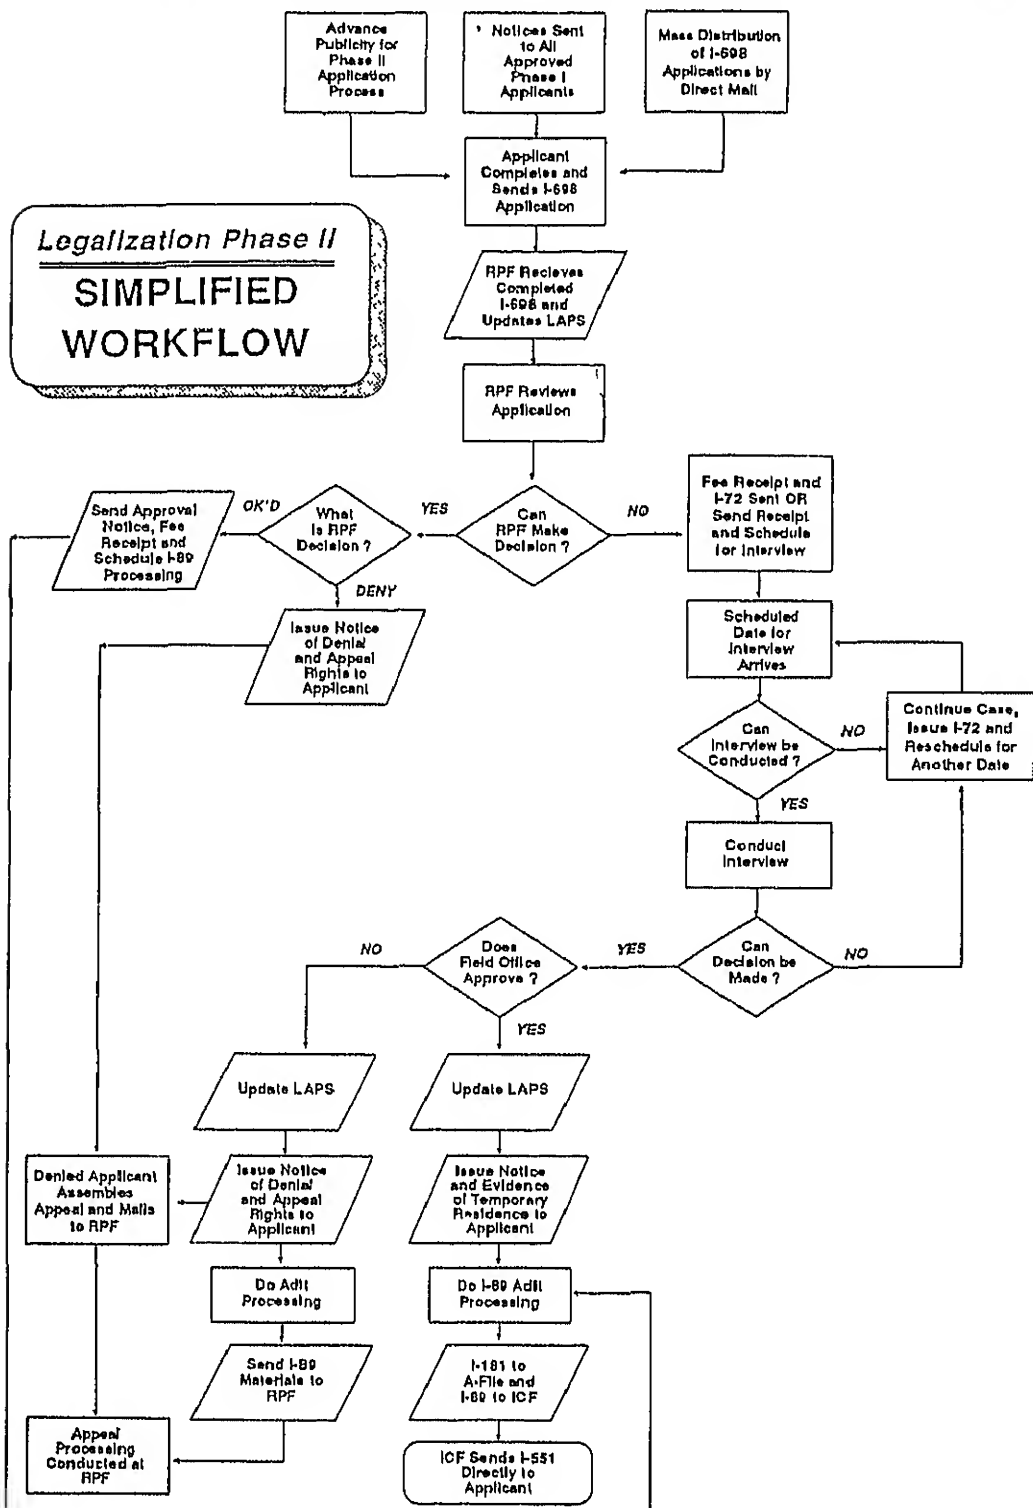 Advance
Publicity for
Phase II
Application
Process
Notices Sent
to All
Approved
Phase I
Applicants
Mass Distribution
of I-698
Applications by
Direct Mail
Applicant
Completes and
Sends I-698
Application
Legalization Phase II
SIMPLIFIED
WORKFLOW
RPF Recieves
Completed
I-698 and
Updates LAPS
RPF Reviews
Application
Can
RPF Make
Decision ?
YES
NO
What
Is RPF
Decision ?
OK'D
DENY
Send Approval
Notice, Fee
Receipt and
Schedule I-89
Processing
Issue Notice
of Denial
and Appeal
Rights to
Applicant
Fee Receipt and
I-72 Sent OR
Send Receipt
and Schedule
for Interview
Scheduled
Date for
Interview
Arrives
Can
Interview be
Conducted ?
NO
YES
Continue Case,
Issue I-72 and
Reschedule for
Another Date
Conduct
Interview
Can
Decision be
Made ?
NO
YES
Does
Field Office
Approve ?
NO
YES
Update LAPS
Update LAPS
Denied Applicant
Assembles
Appeal and Mails
to RPF
Issue Notice
of Denial
and Appeal
Rights to
Applicant
Issue Notice
and Evidence
of Temporary
Residence to
Applicant
Do Adit
Processing
Do I-89 Adit
Processing
Send I-89
Materials to
RPF
I-181 to
A-File and
I-89 to ICF
Appeal
Processing
Conducted at
RPF
ICF Sends I-551
Directly to
Applicant